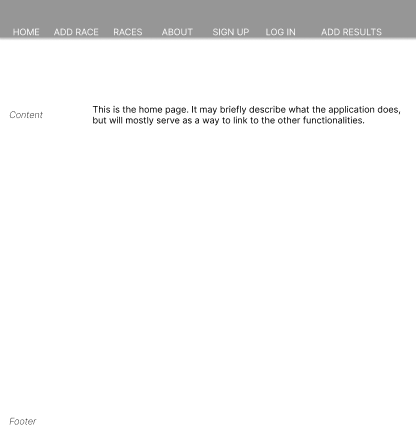 HOME ADD RACE RACES ABOUT SIGN UP LOG IN ADD RESULTS
Content
This is the home page. It may briefly describe what the application does,
but will mostly serve as a way to link to the other functionalities.
Footer